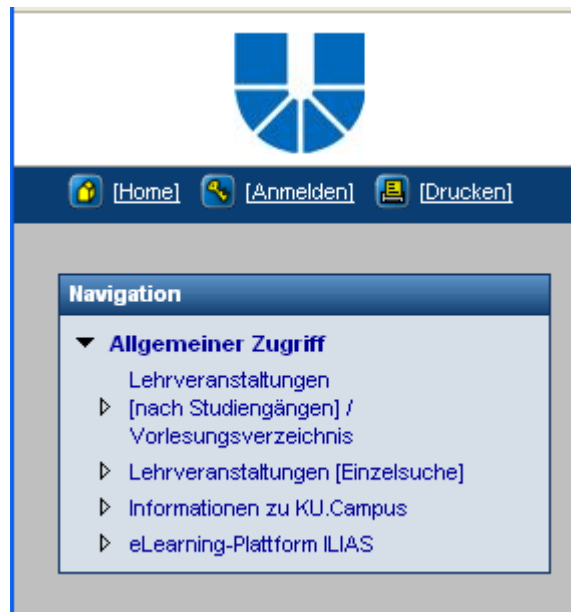 [Home] [Anmelden] [Drucken]
Navigation
Allgemeiner Zugriff
Lehrveranstaltungen
[nach Studiengängen] /
Vorlesungsverzeichnis
Lehrveranstaltungen [Einzelsuche]
Informationen zu KU.Campus
eLearning-Plattform ILIAS